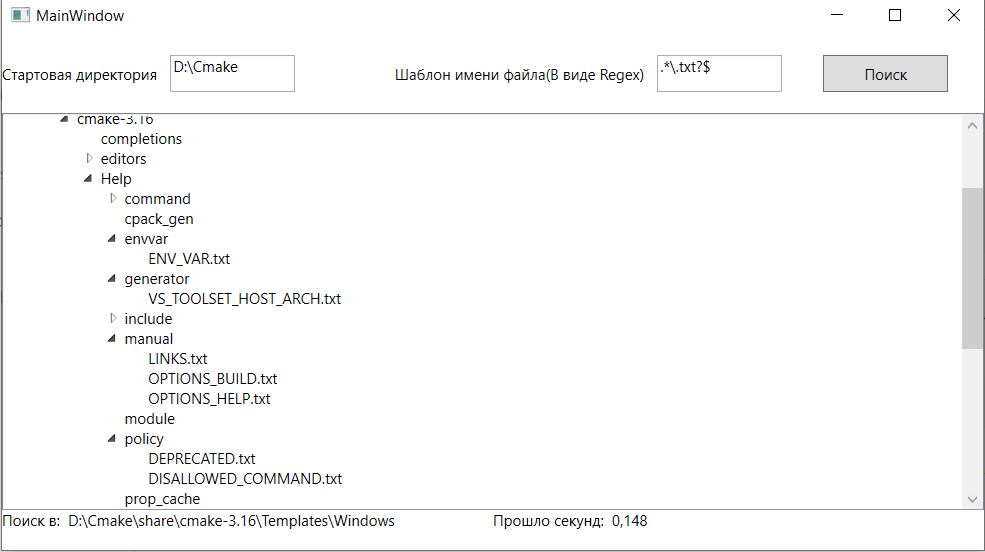 MainWindow
Стартовая директория D:\Cmake Шаблон имени файла(В виде Regex) .*\.txt?$ Поиск
cmake-3.16
completions
editors
Help
command
cpack_gen
envvar
ENV_VAR.txt
generator
VS_TOOLSET_HOST_ARCH.txt
include
manual
LINKS.txt
OPTIONS_BUILD.txt
OPTIONS_HELP.txt
module
policy
DEPRECATED.txt
DISALLOWED_COMMAND.txt
prop_cache
Поиск в: D:\Cmake\share\cmake-3.16\Templates\Windows Прошло секунд: 0,148